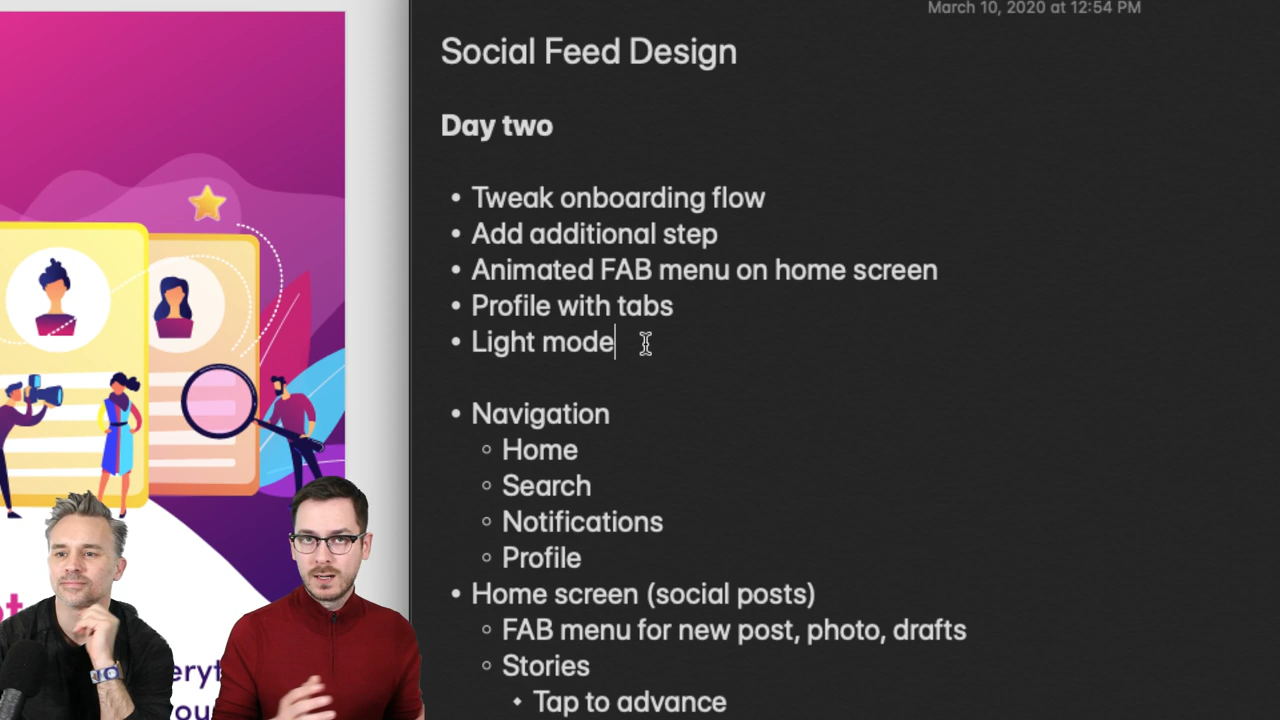 March 10, 2020 at 12:54 PM
Social Feed Design
Day two
• Tweak onboarding flow
• Add additional step
• Animated FAB menu on home screen
• Profile with tabs
• Light mode
• Navigation
◦ Home
◦ Search
◦ Notifications
◦ Profile
• Home screen (social posts)
◦ FAB menu for new post, photo, drafts
◦ Stories
⬩ Tap to advance